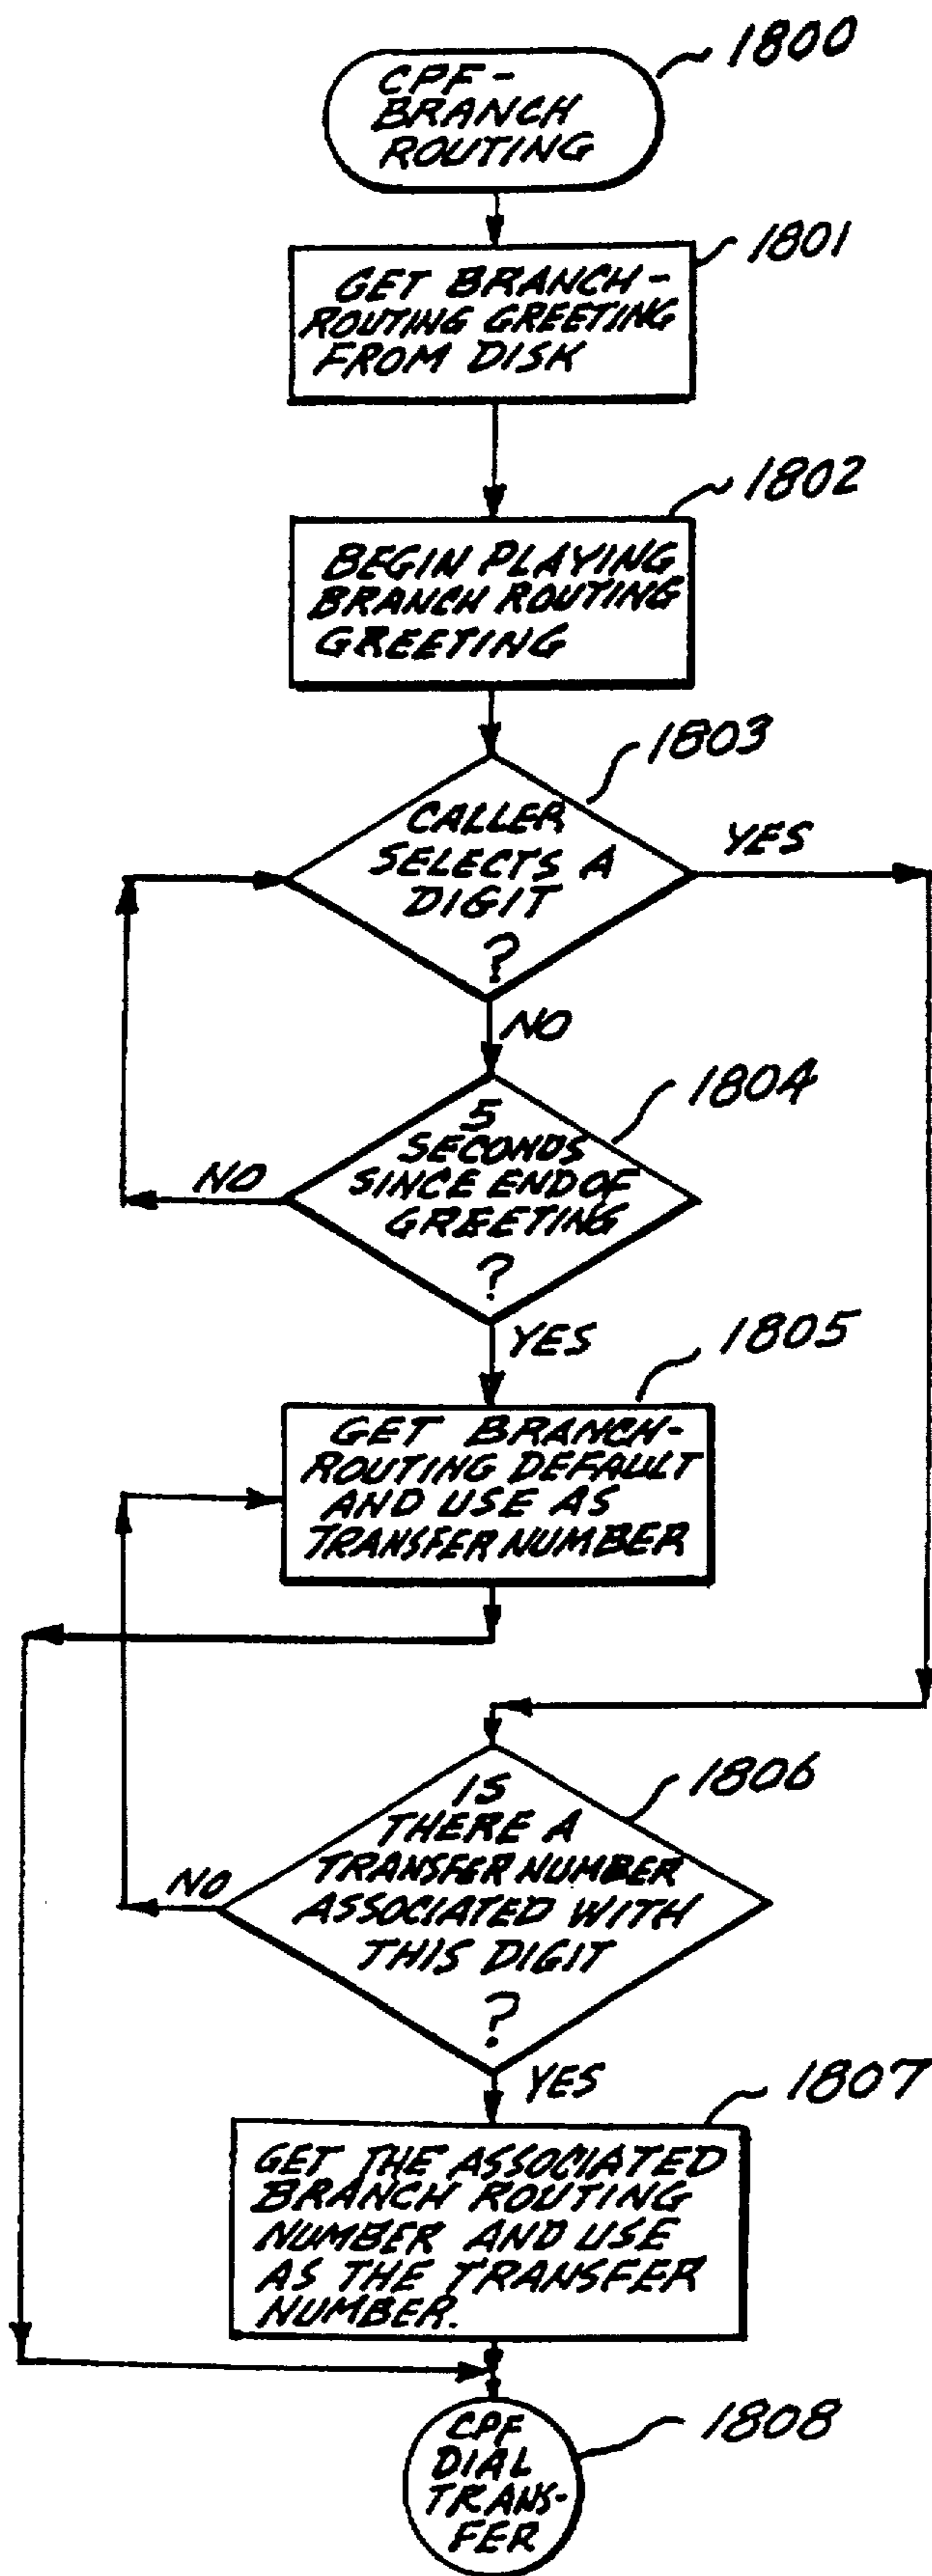 1800
CPF-
BRANCH
ROUTING
1801
GET BRANCH-
ROUTING GREETING
FROM DISK
1802
BEGIN PLAYING
BRANCH ROUTING
GREETING
1803
CALLER
SELECTS A
DIGIT
?
YES
NO
1804
5
SECONDS
SINCE END OF
GREETING
?
NO
YES
1805
GET BRANCH-
ROUTING DEFAULT
AND USE AS
TRANSFER NUMBER
1806
IS
THERE A
TRANSFER NUMBER
ASSOCIATED WITH
THIS DIGIT
?
NO
YES
1807
GET THE ASSOCIATED
BRANCH ROUTING
NUMBER AND USE
AS THE TRANSFER
NUMBER.
1808
CPF
DIAL
TRANS-
FER